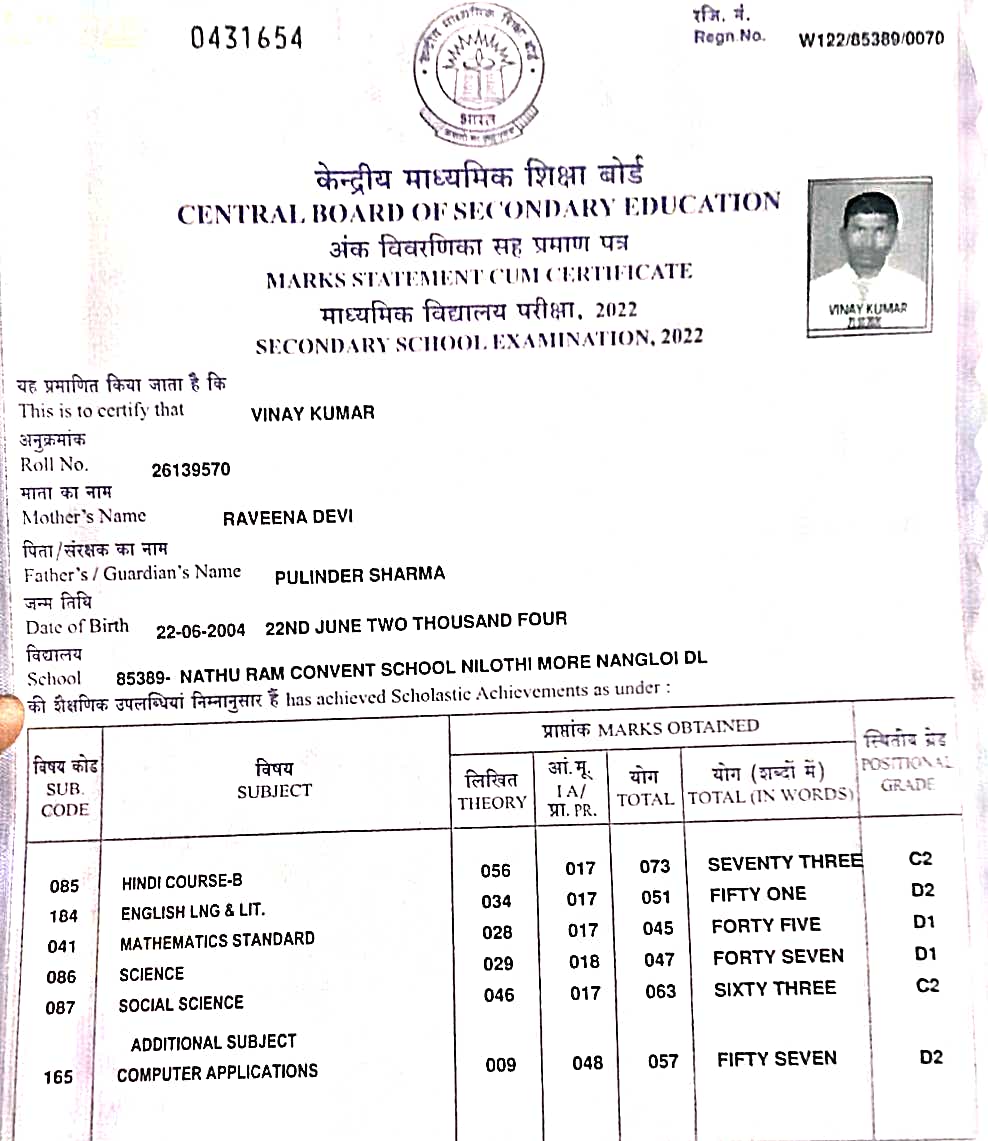 0431654
रजि. नं.
Regn.No. W122/85389/0070
केन्द्रीय माध्यमिक शिक्षा बोर्ड
भारत
केन्द्रीय माध्यमिक शिक्षा बोर्ड
CENTRAL BOARD OF SECONDARY EDUCATION
अंक विवरणिका सह प्रमाण पत्र
MARKS STATEMENT CUM CERTIFICATE
माध्यमिक विद्यालय परीक्षा, 2022
SECONDARY SCHOOL EXAMINATION, 2022
VINAY KUMAR
यह प्रमाणित किया जाता है कि
This is to certify that VINAY KUMAR
अनुक्रमांक
Roll No. 26139570
माता का नाम
Mother's Name RAVEENA DEVI
पिता/संरक्षक का नाम
Father's / Guardian's Name PULINDER SHARMA
जन्म तिथि
Date of Birth 22-06-2004 22ND JUNE TWO THOUSAND FOUR
विद्यालय
School 85389- NATHU RAM CONVENT SCHOOL NILOTHI MORE NANGLOI DL
की शैक्षणिक उपलब्धियां निम्नानुसार हैं has achieved Scholastic Achievements as under :
विषय कोड
SUB.
CODE
विषय
SUBJECT
प्राप्तांक MARKS OBTAINED
लिखित
THEORY
आं.मू.
I A/
प्रा. PR.
योग
TOTAL
योग (शब्दों में)
TOTAL (IN WORDS)
स्थितीय ग्रेड
POSITIONAL
GRADE
085 HINDI COURSE-B 056 017 073 SEVENTY THREE C2
184 ENGLISH LNG & LIT. 034 017 051 FIFTY ONE D2
041 MATHEMATICS STANDARD 028 017 045 FORTY FIVE D1
086 SCIENCE 029 018 047 FORTY SEVEN D1
087 SOCIAL SCIENCE 046 017 063 SIXTY THREE C2
ADDITIONAL SUBJECT
165 COMPUTER APPLICATIONS 009 048 057 FIFTY SEVEN D2